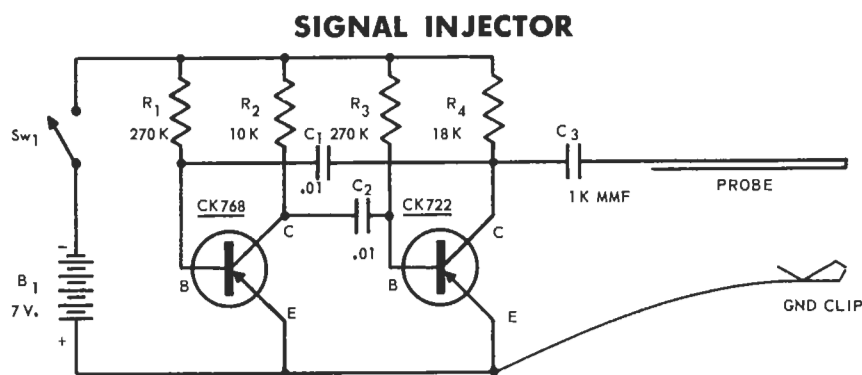 SIGNAL INJECTOR
R1
270 K
R2
10 K
C1
.01
R3
270 K
R4
18 K
C3
1K MMF
PROBE
Sw1
CK768
C2
.01
CK722
C
C
B
B
E
E
B1
7 V.
-
+
GND CLIP